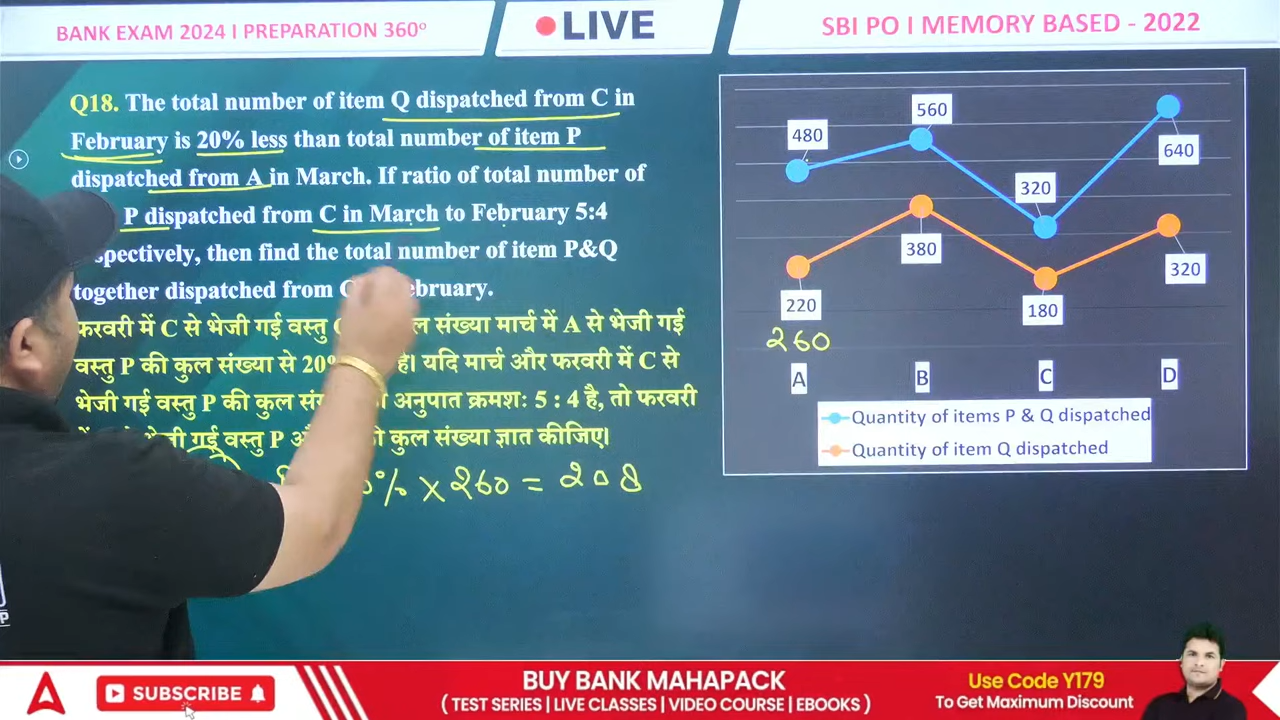 BANK EXAM 2024 I PREPARATION 360°
LIVE
SBI PO I MEMORY BASED - 2022
Q18. The total number of item Q dispatched from C in
February is 20% less than total number of item P
dispatched from A in March. If ratio of total number of
P dispatched from C in March to February 5:4
spectively, then find the total number of item P&Q
together dispatched from ebruary.
फरवरी में C से भेजी गई वस्तु संख्या मार्च में A से भेजी गई
वस्तु P की कुल संख्या से 20 है। यदि मार्च और फरवरी में C से
भेजी गई वस्तु P की कुल अनुपात क्रमशः 5 : 4 है, तो फरवरी
गई वस्तु P कुल संख्या ज्ञात कीजिए।
% × 260 = 208
480
560
320
640
220
380
180
320
260
A
B
C
D
Quantity of items P & Q dispatched
Quantity of item Q dispatched
SUBSCRIBE
BUY BANK MAHAPACK
( TEST SERIES | LIVE CLASSES | VIDEO COURSE | EBOOKS )
Use Code Y179
To Get Maximum Discount